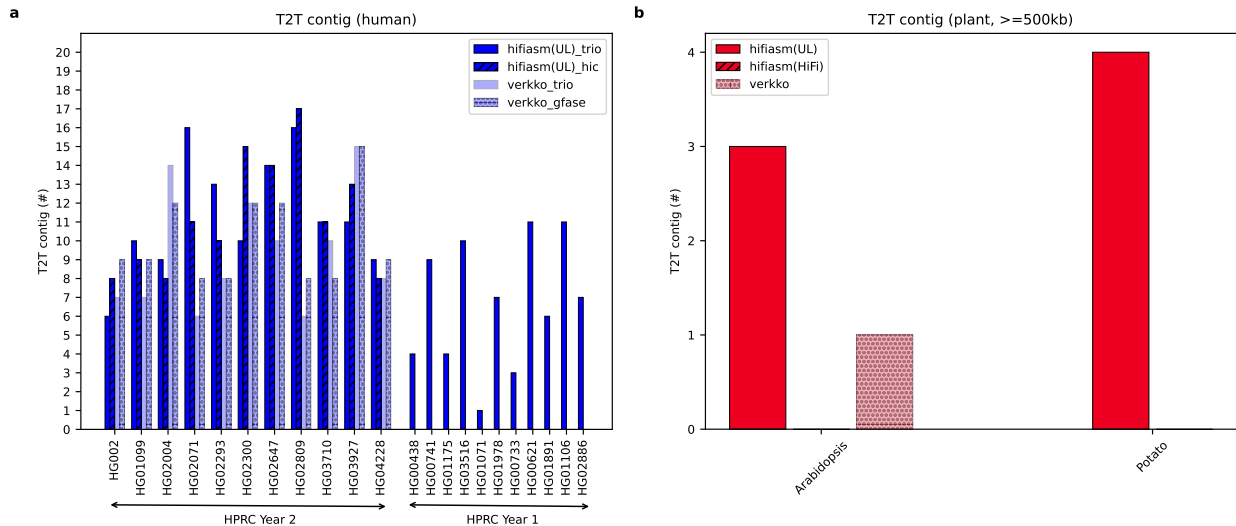 a
T2T contig (human)
T2T contig (#)
20
19
18
17
16
15
14
13
12
11
10
9
8
7
6
5
4
3
2
1
0
hifiasm(UL)_trio
hifiasm(UL)_hic
verkko_trio
verkko_gfase
HG002
HG01099
HG02004
HG02071
HG02293
HG02300
HG02647
HG02809
HG03710
HG03927
HG04228
HG00438
HG00741
HG01175
HG03516
HG01071
HG01978
HG00733
HG00621
HG01891
HG01106
HG02886
HPRC Year 2
HPRC Year 1
b
T2T contig (plant, >=500kb)
T2T contig (#)
4
3
2
1
0
hifiasm(UL)
hifiasm(HiFi)
verkko
Arabidopsis
Potato